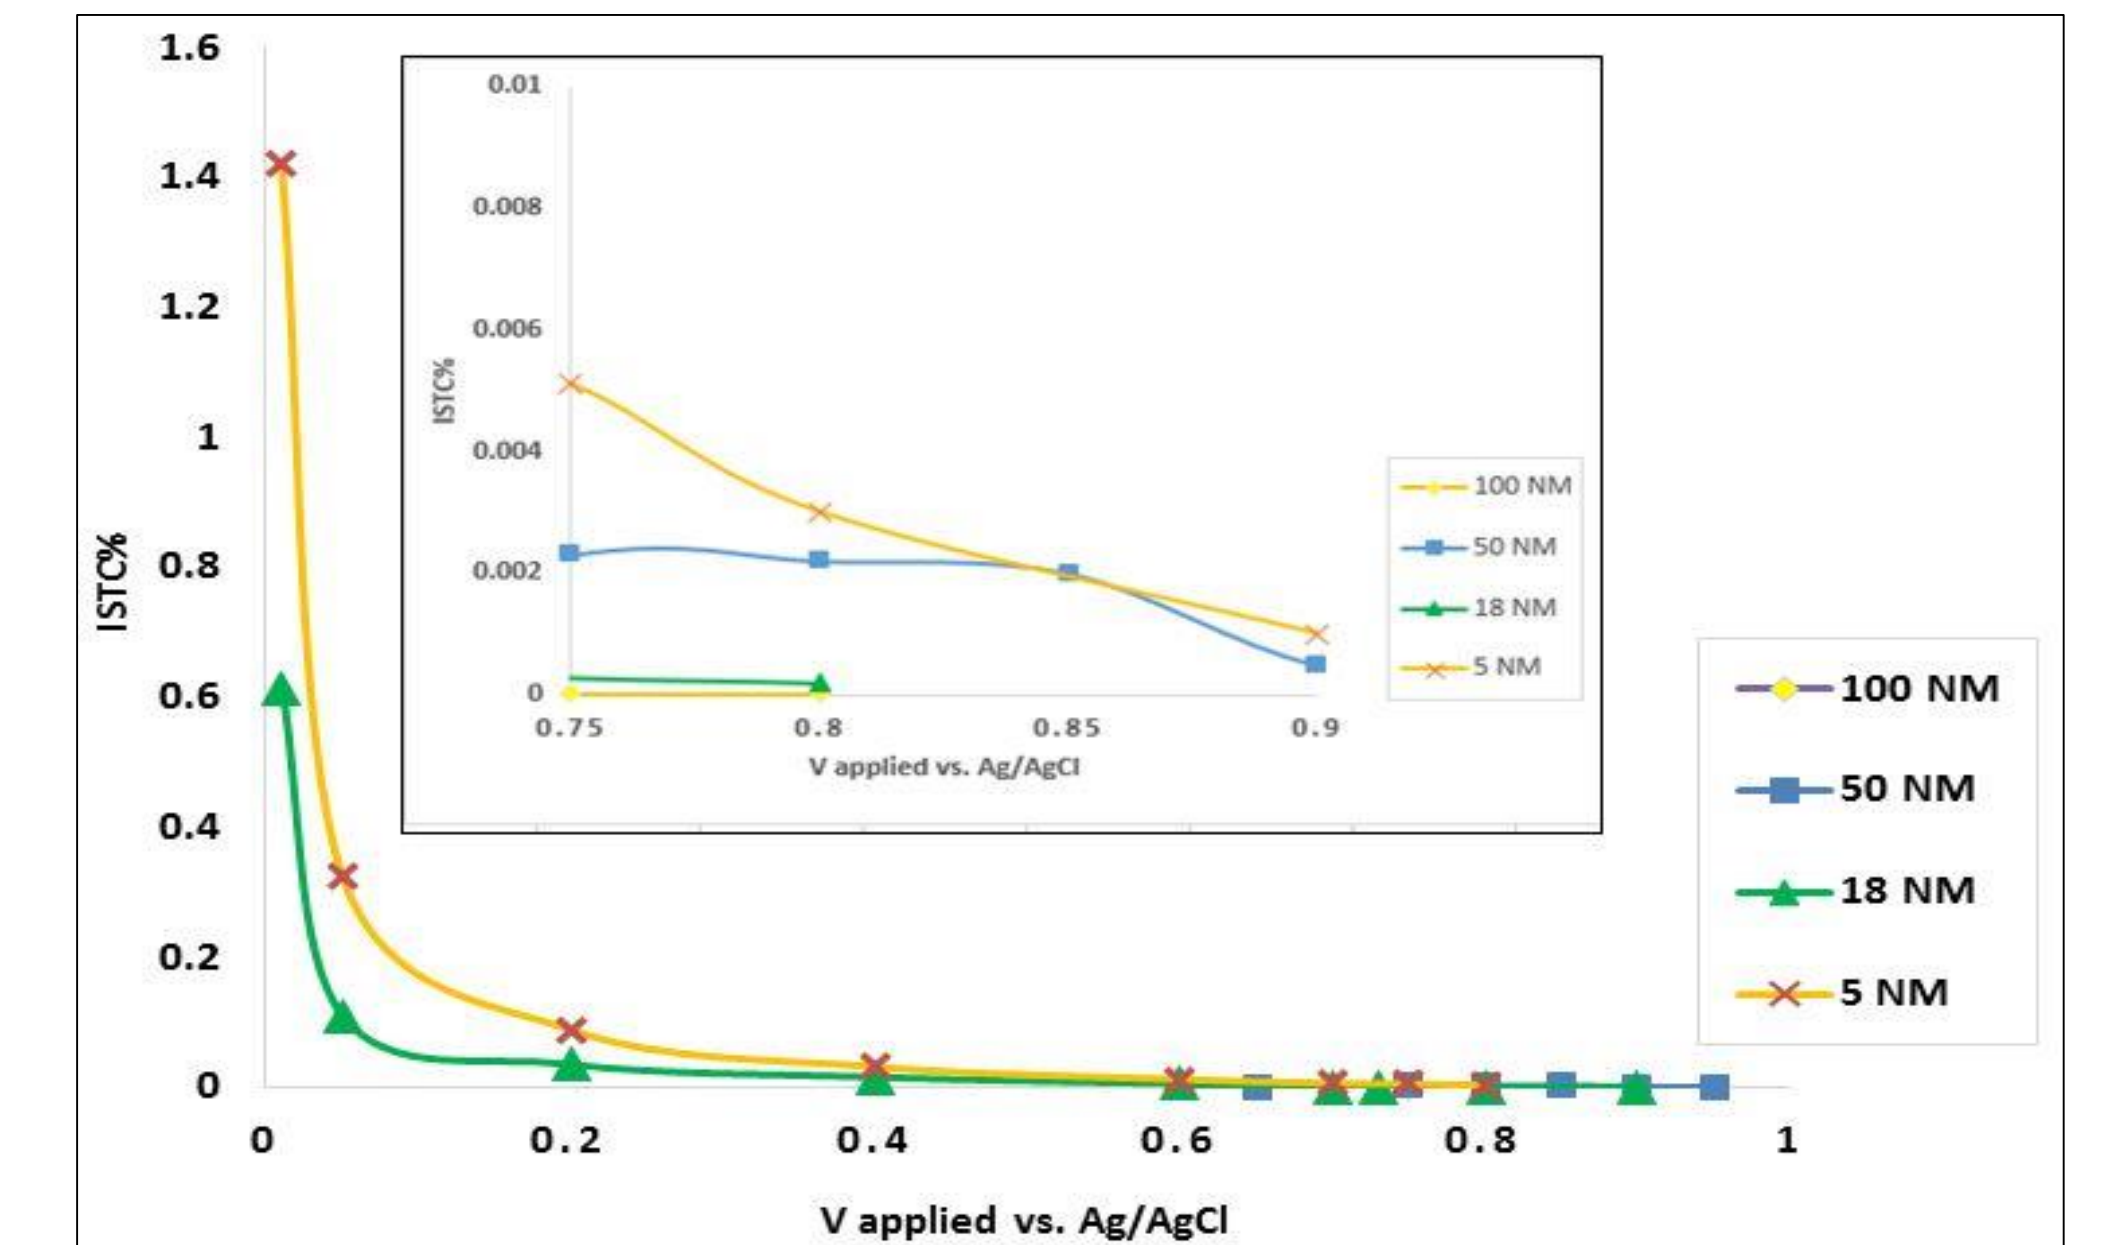 1.6
1.4
1.2
1
0.8
0.6
0.4
0.2
0
ISTC%
0 0.2 0.4 0.6 0.8 1
V applied vs. Ag/AgCl
0.01
0.008
0.006
0.004
0.002
0
ISTC%
0.75 0.8 0.85 0.9
V applied vs. Ag/AgCl
100 NM
50 NM
18 NM
5 NM
100 NM
50 NM
18 NM
5 NM